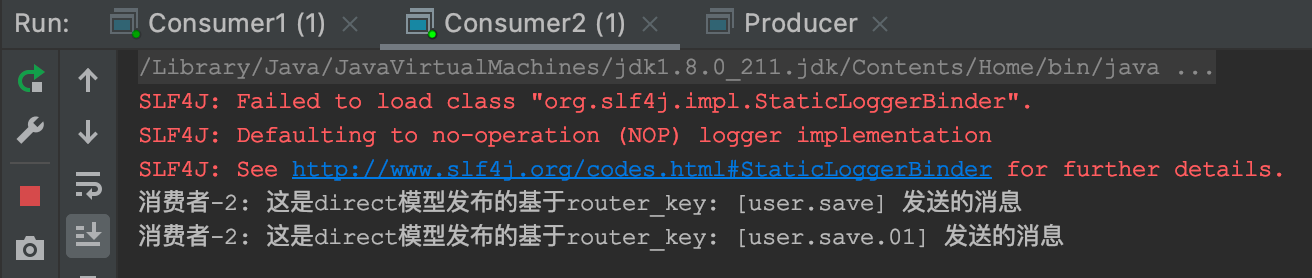 Run: Consumer1 (1) × Consumer2 (1) × Producer ×
/Library/Java/JavaVirtualMachines/jdk1.8.0_211.jdk/Contents/Home/bin/java ...
SLF4J: Failed to load class "org.slf4j.impl.StaticLoggerBinder".
SLF4J: Defaulting to no-operation (NOP) logger implementation
SLF4J: See http://www.slf4j.org/codes.html#StaticLoggerBinder for further details.
消费者-2: 这是direct模型发布的基于router_key: [user.save] 发送的消息
消费者-2: 这是direct模型发布的基于router_key: [user.save.01] 发送的消息